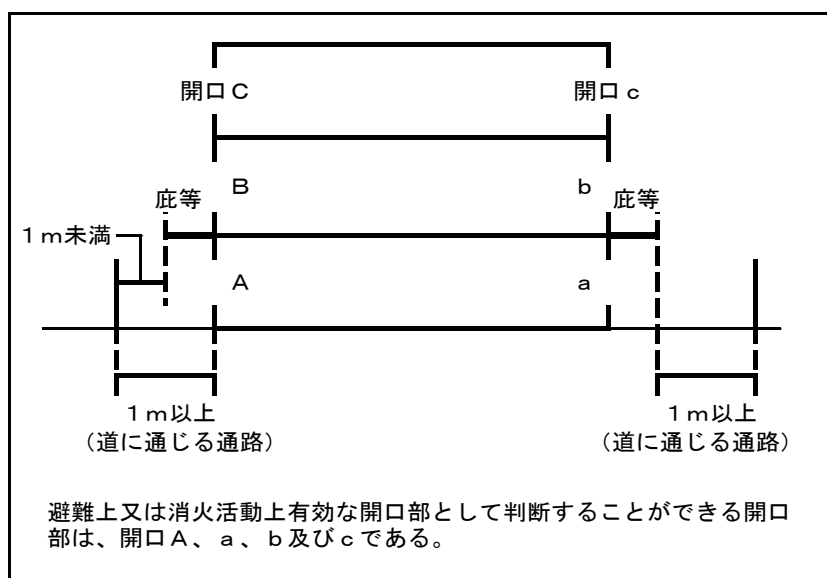 開口C
開口c
B
b
庇等
庇等
1m未満
A
a
1m以上
(道に通じる通路)
1m以上
(道に通じる通路)
避難上又は消火活動上有効な開口部として判断することができる開口
部は、開口A、a、b及びcである。